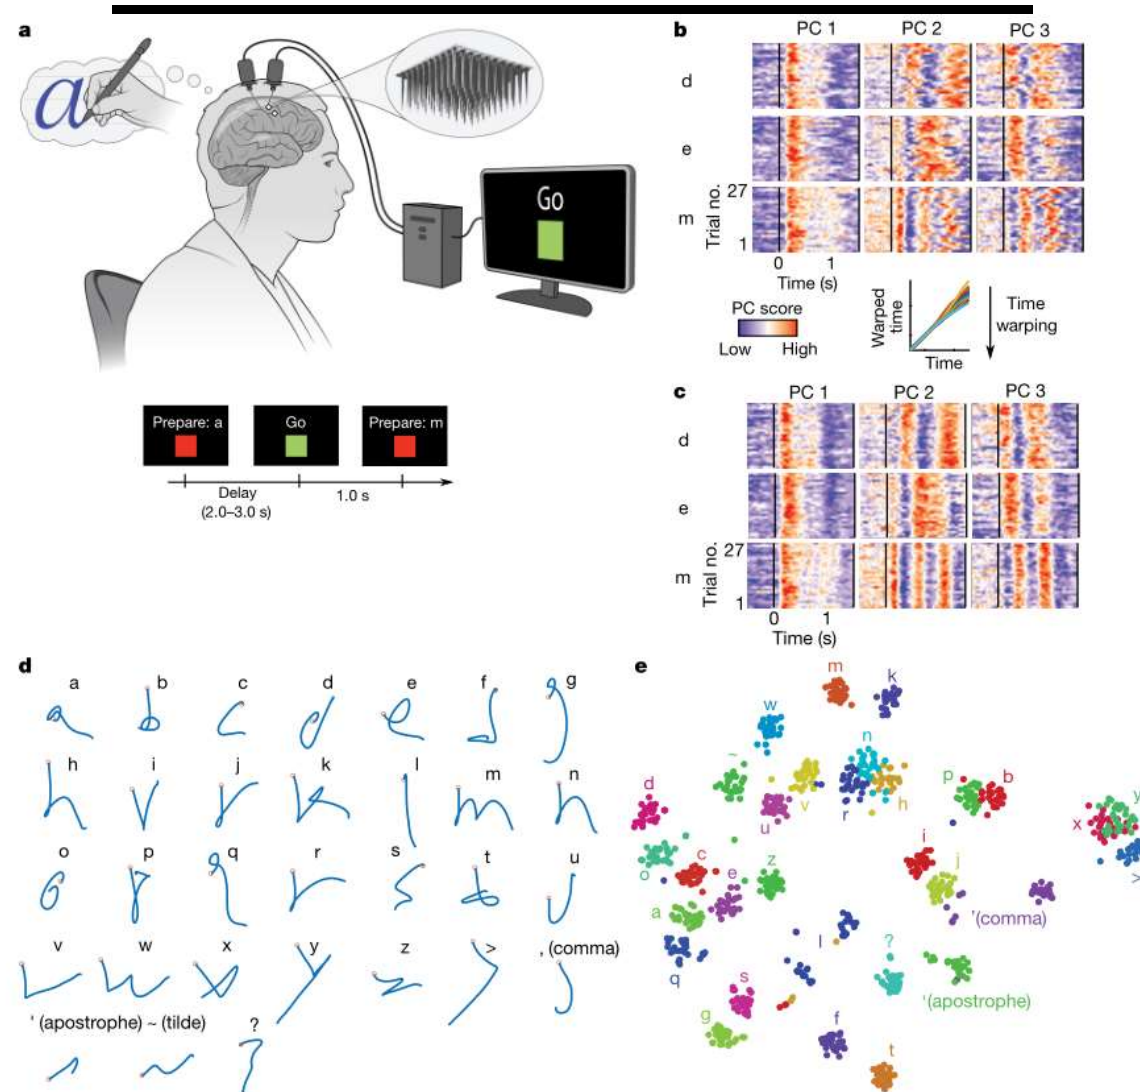 a
a
Go
Prepare: a
Go
Prepare: m
Delay
(2.0–3.0 s)
1.0 s
b
PC 1 PC 2 PC 3
d
e
m
Trial no.
27
1
0 1
Time (s)
PC score
Low High
Warped
time
Time
Time
warping
c
PC 1 PC 2 PC 3
d
e
m
Trial no.
27
1
0 1
Time (s)
d
a b c d e f g
h i j k l m n
o p q r s t u
v w x y z > , (comma)
' (apostrophe) ~ (tilde) ?
e
m
k
w
n
~
d
v
r
h
p
b
y
x
>
u
i
c
o
e
z
j
a
'(comma)
l
?
q
s
'(apostrophe)
g
f
t